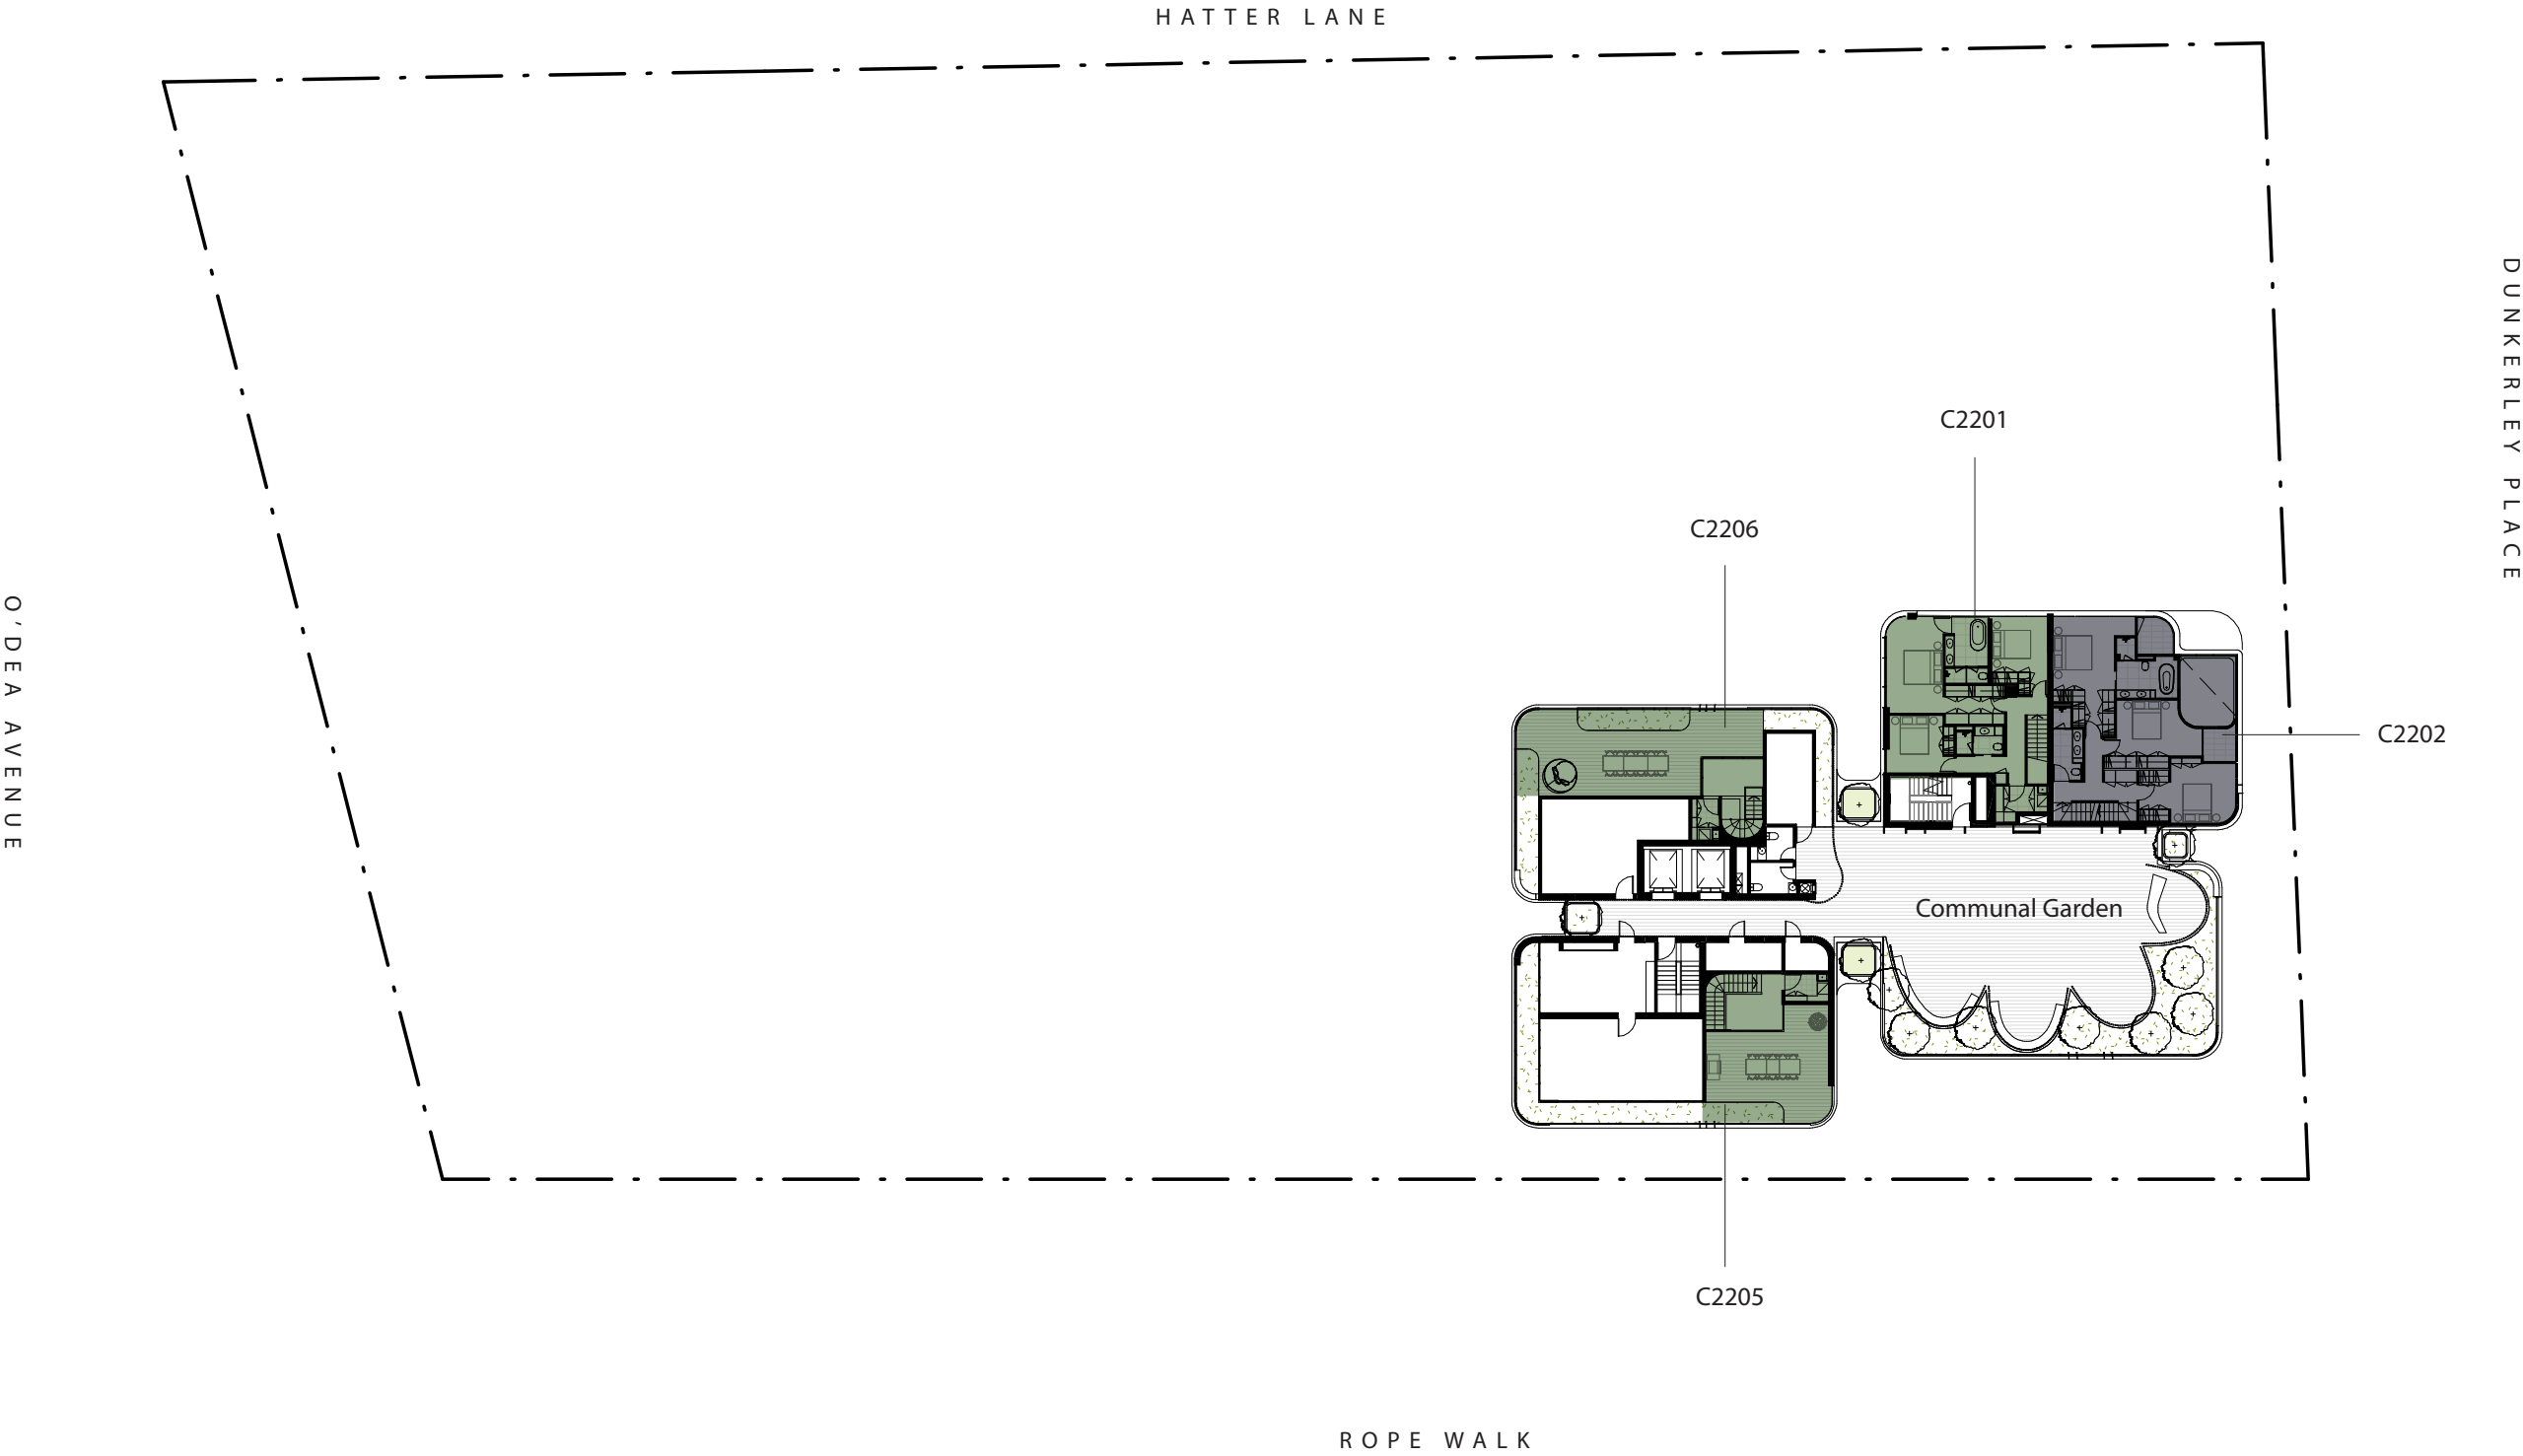 HATTER LANE
DUNKERLEY PLACE
C2201
C2206
O'DEA AVENUE
C2202
Communal Garden
C2205
ROPE WALK